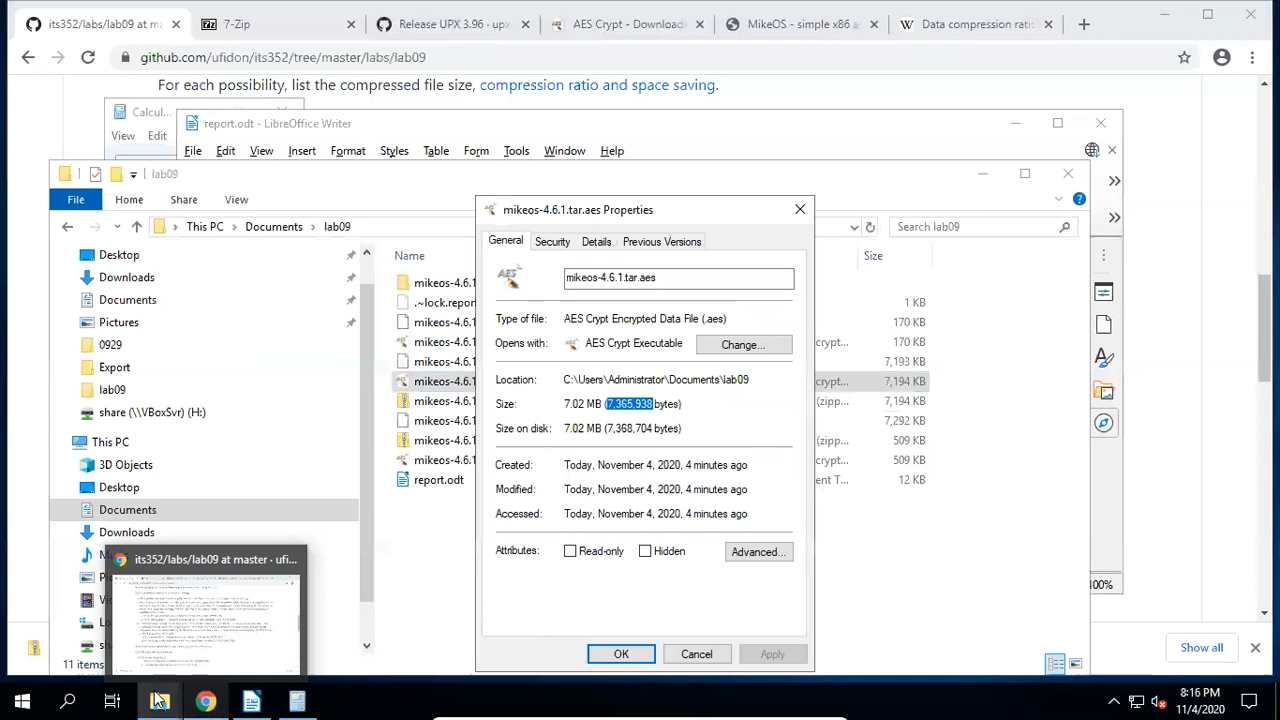 its352/labs/lab09 at ma
7-Zip
Release UPX 3.96 · upx
AES Crypt - Downloads
MikeOS - simple x86 as
Data compression ratio
github.com/ufidon/its352/tree/master/labs/lab09
For each possibility, list the compressed file size, compression ratio and space saving.
Calcul...
View Edit
report.odt - LibreOffice Writer
File Edit View Insert Format Styles Table Form Tools Window Help
lab09
File Home Share View
This PC Documents lab09
Search lab09
Desktop
Downloads
Documents
Pictures
0929
Export
lab09
share (\\VBoxSvr) (H:)
This PC
3D Objects
Desktop
Documents
Downloads
11 items
Name Size
mikeos-4.6.1
.~lock.repor 1 KB
mikeos-4.6.1 170 KB
mikeos-4.6.1 crypt... 170 KB
mikeos-4.6.1 7,193 KB
mikeos-4.6.1 crypt... 7,194 KB
mikeos-4.6.1 (zipp... 7,194 KB
mikeos-4.6.1 7,292 KB
mikeos-4.6.1 (zipp... 509 KB
mikeos-4.6.1 crypt... 509 KB
report.odt ent T... 12 KB
mikeos-4.6.1.tar.aes Properties
General Security Details Previous Versions
AES
mikeos-4.6.1.tar.aes
Type of file: AES Crypt Encrypted Data File (.aes)
Opens with: AES Crypt Executable Change...
Location: C:\Users\Administrator\Documents\lab09
Size: 7.02 MB (7,365,938 bytes)
Size on disk: 7.02 MB (7,368,704 bytes)
Created: Today, November 4, 2020, 4 minutes ago
Modified: Today, November 4, 2020, 4 minutes ago
Accessed: Today, November 4, 2020, 4 minutes ago
Attributes: Read-only Hidden Advanced...
OK Cancel Apply
its352/labs/lab09 at master · ufi...
100%
Show all
8:16 PM
11/4/2020